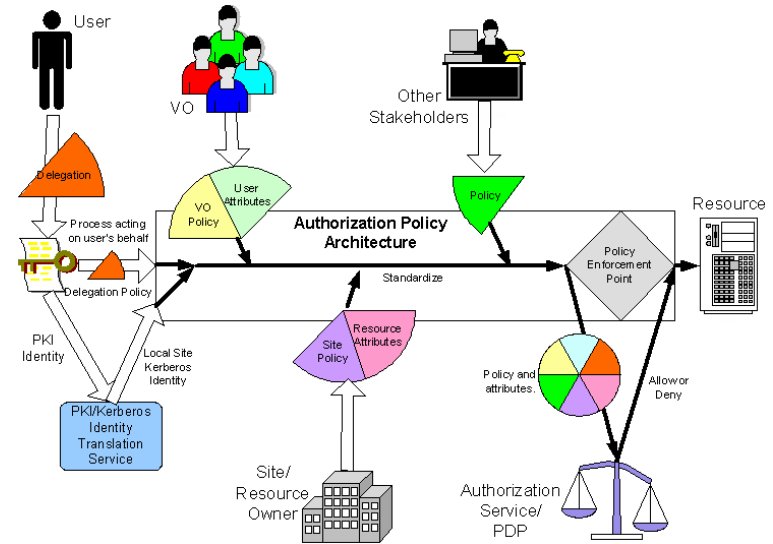 User
VO
Other
Stakeholders
Delegation
User
Attributes
VO
Policy
Policy
Resource
Process acting
on user's behalf
Authorization Policy
Architecture
Policy
Enforcement
Point
Delegation Policy
Standardize
PKI
Identity
Local Site
Kerberos
Identity
Site
Policy
Resource
Attributes
Policy and
attributes.
Allow or
Deny
PKI/Kerberos
Identity
Translation
Service
Site/
Resource
Owner
Authorization
Service/
PDP